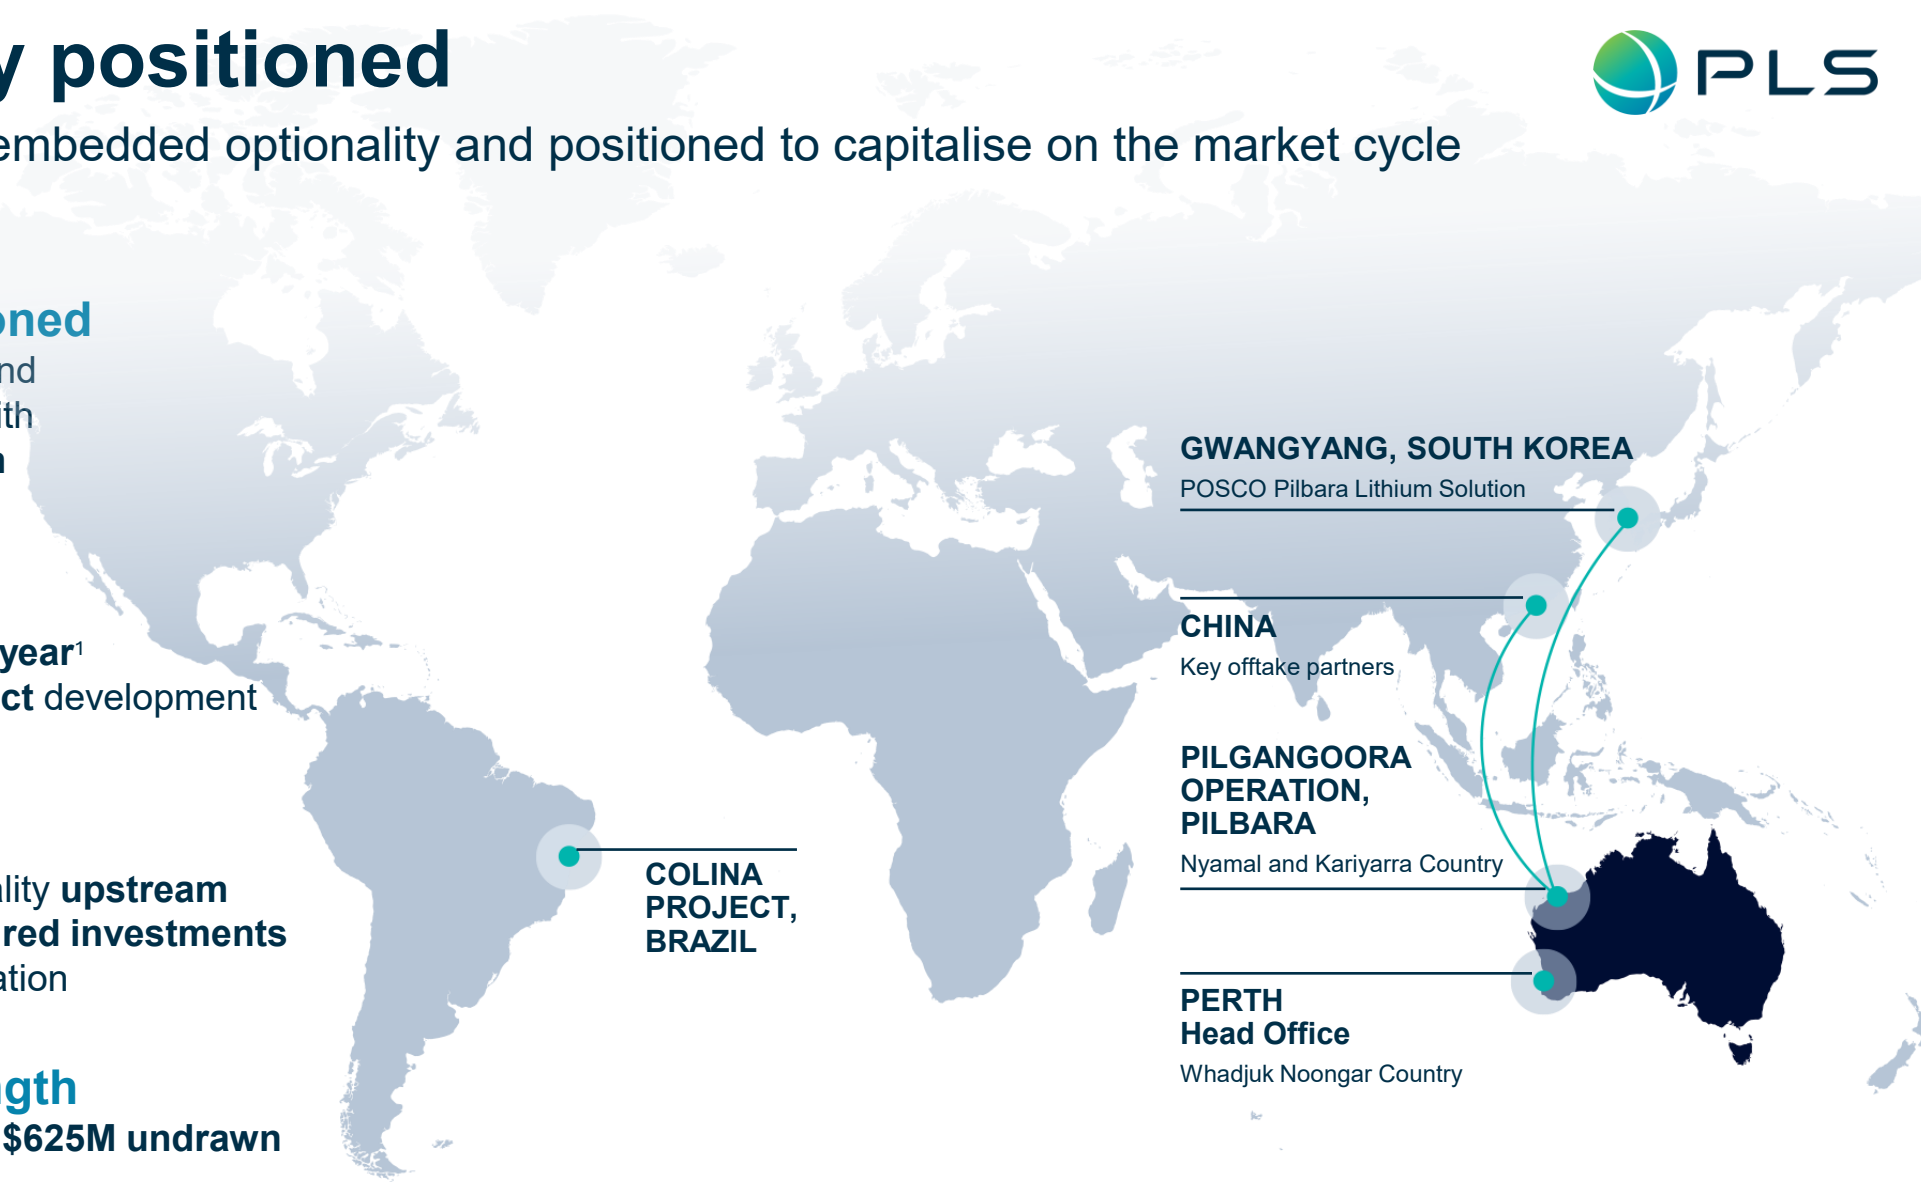 y positioned
PLS
embedded optionality and positioned to capitalise on the market cycle
oned
nd
ith
n
year¹
ct development
ality upstream
red investments
ation
ngth
$625M undrawn
GWANGYANG, SOUTH KOREA
POSCO Pilbara Lithium Solution
CHINA
Key offtake partners
PILGANGOORA
OPERATION,
PILBARA
Nyamal and Kariyarra Country
COLINA
PROJECT,
BRAZIL
PERTH
Head Office
Whadjuk Noongar Country